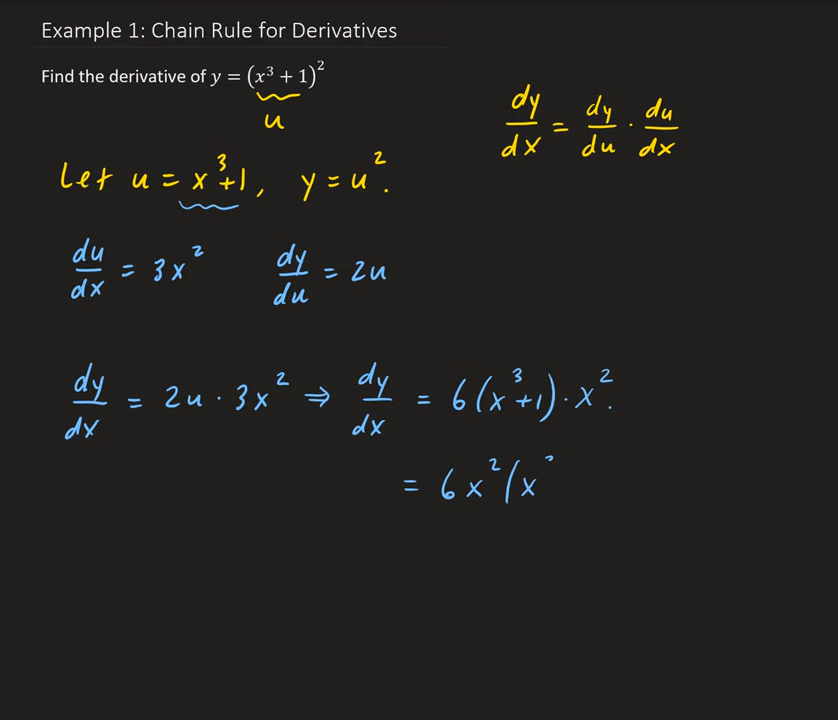 Example 1: Chain Rule for Derivatives
Find the derivative of y = (x³ + 1)²
u
dy/dx = dy/du · du/dx
Let u = x³+1, y = u².
du/dx = 3x² dy/du = 2u
dy/dx = 2u · 3x² ⇒ dy/dx = 6(x³+1)·x².
= 6x²(x